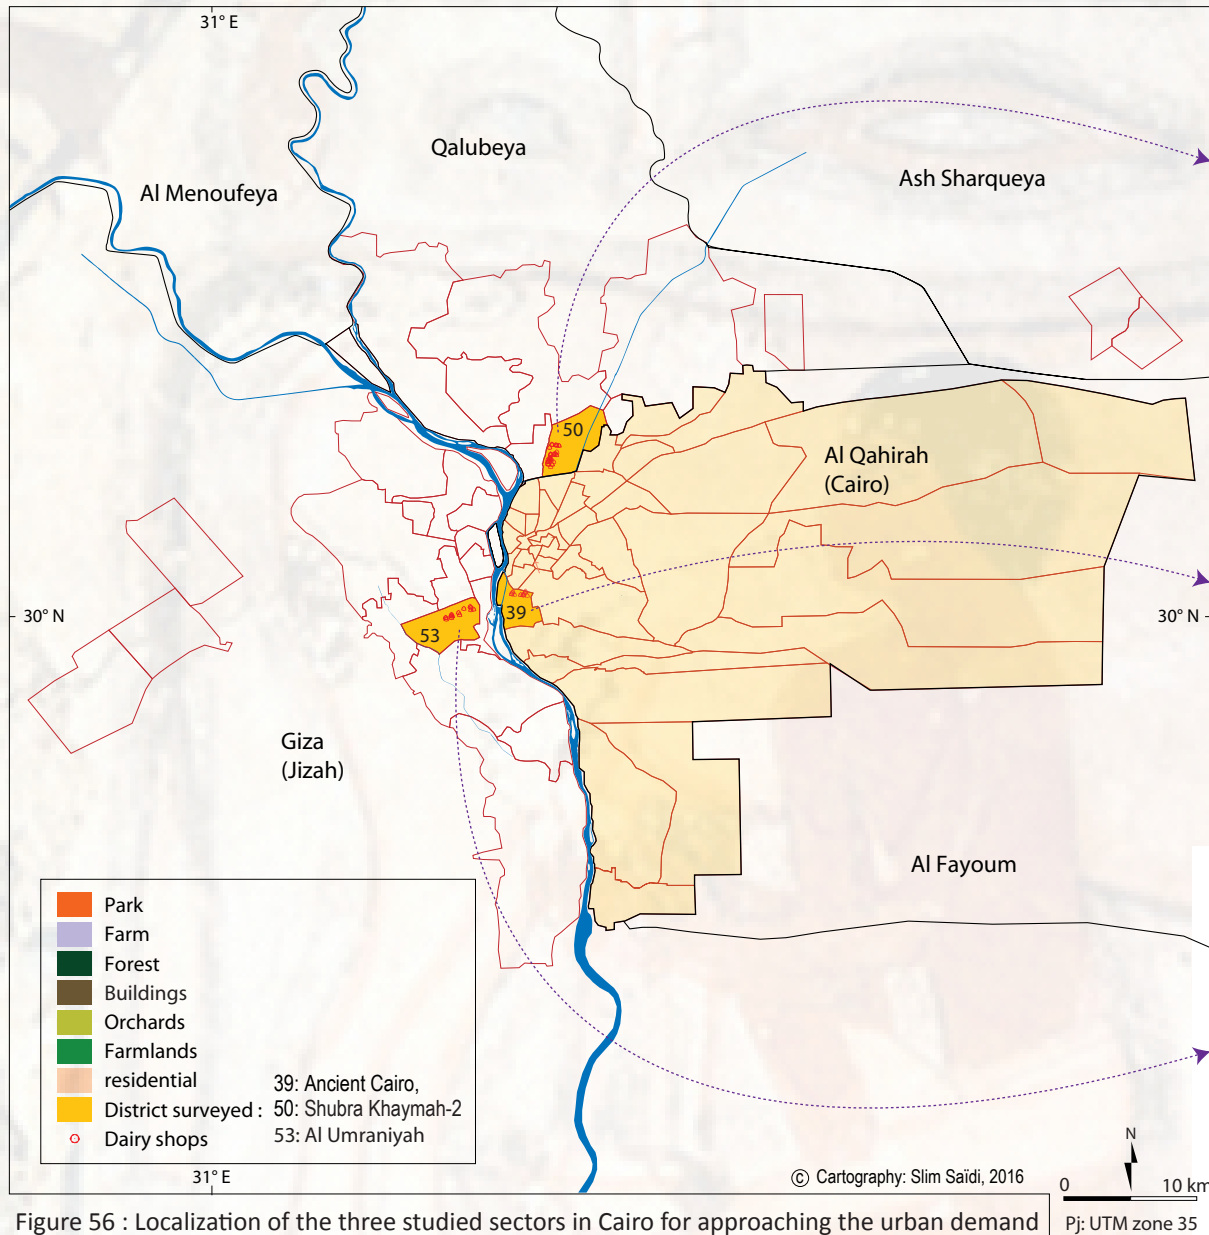 31° E
Qalubeya
Al Menoufeya
Ash Sharqueya
50
Al Qahirah
(Cairo)
30° N
39
30° N
53
Giza
(Jizah)
Al Fayoum
Park
Farm
Forest
Buildings
Orchards
Farmlands
residential
39: Ancient Cairo,
District surveyed : 50: Shubra Khaymah-2
Dairy shops 53: Al Umraniyah
31° E
© Cartography: Slim Saïdi, 2016
N
0 10 km
Figure 56 : Localization of the three studied sectors in Cairo for approaching the urban demand
Pj: UTM zone 35